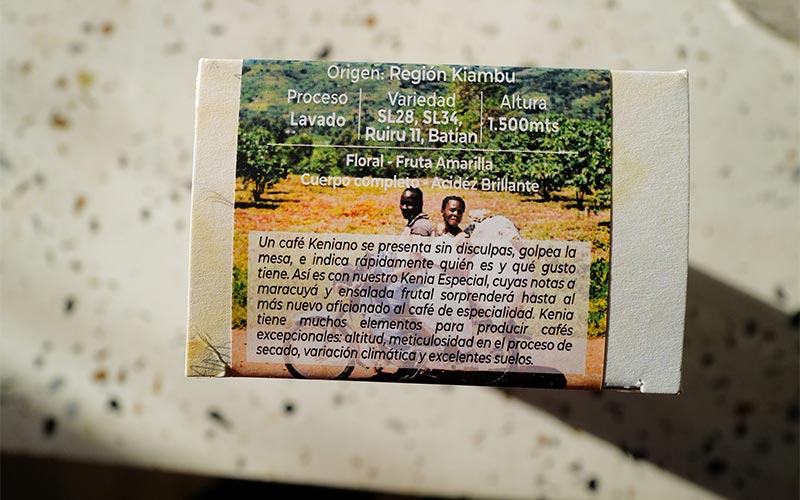 Origen: Región Kiambu
Proceso Variedad Altura
Lavado SL28, SL34, 1.500mts
Ruiru 11, Batian
Floral - Fruta Amarilla
Cuerpo completo - Acidez Brillante
Un café Keniano se presenta sin disculpas, golpea la
mesa, e indica rápidamente quién es y qué gusto
tiene. Así es con nuestro Kenia Especial, cuyas notas a
maracuyá y ensalada frutal sorprenderá hasta al
más nuevo aficionado al café de especialidad. Kenia
tiene muchos elementos para producir cafés
excepcionales: altitud, meticulosidad en el proceso de
secado, variación climática y excelentes suelos.